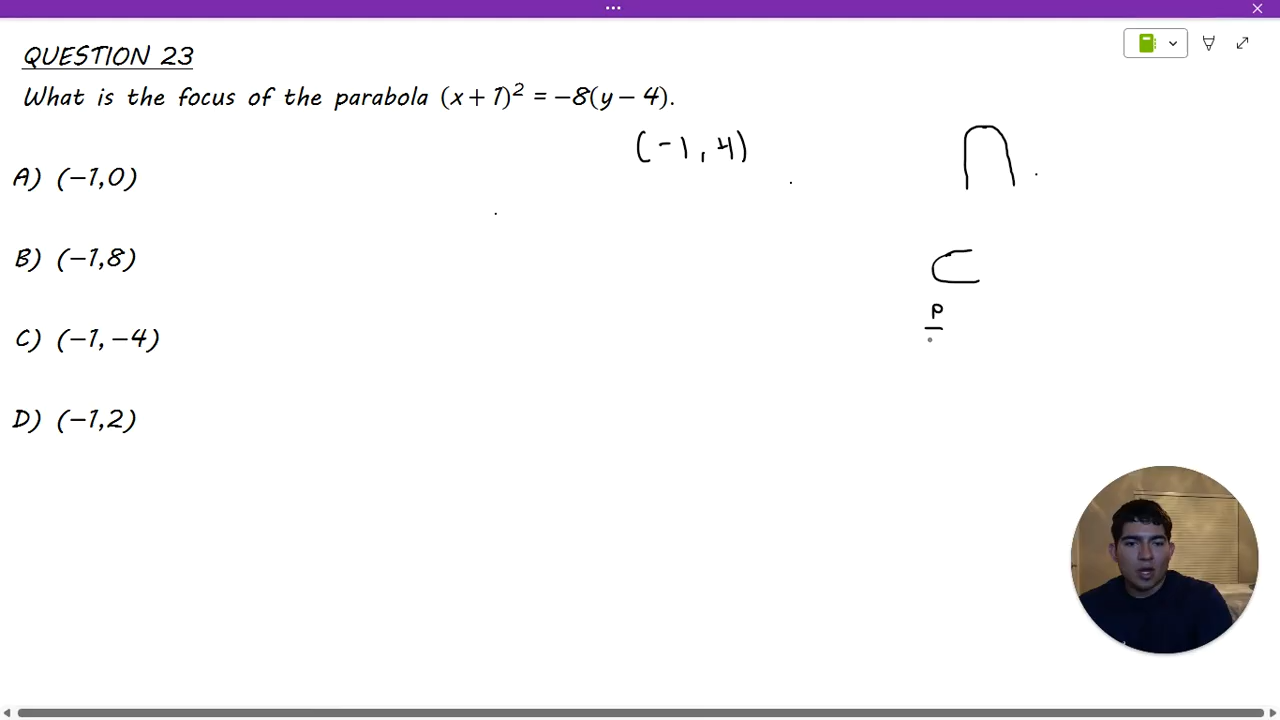 QUESTION 23
What is the focus of the parabola (x + 1)² = −8(y − 4).
(-1, 4)
A) (−1,0)
B) (−1,8)
P
C) (−1, −4)
D) (−1,2)